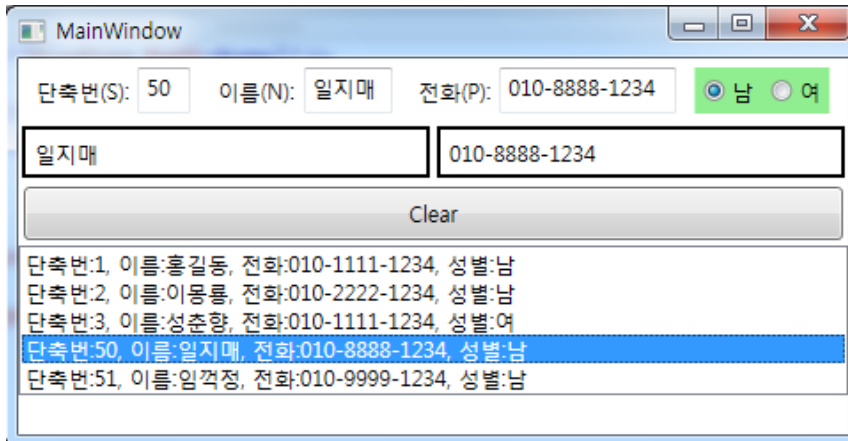 MainWindow
단축번(S): 50 이름(N): 일지매 전화(P): 010-8888-1234 남 여
일지매 010-8888-1234
Clear
단축번:1, 이름:홍길동, 전화:010-1111-1234, 성별:남
단축번:2, 이름:이몽룡, 전화:010-2222-1234, 성별:남
단축번:3, 이름:성춘향, 전화:010-1111-1234, 성별:여
단축번:50, 이름:일지매, 전화:010-8888-1234, 성별:남
단축번:51, 이름:임꺽정, 전화:010-9999-1234, 성별:남